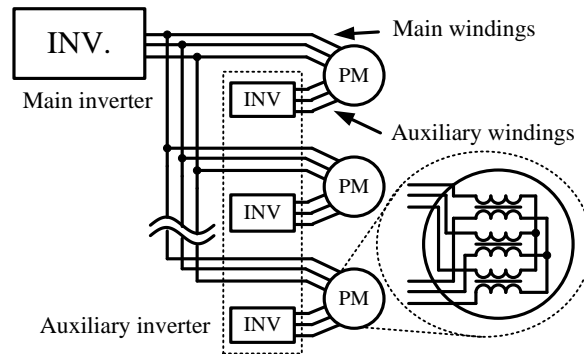 INV.
Main windings
PM
Main inverter
INV
Auxiliary windings
PM
INV
PM
Auxiliary inverter
INV